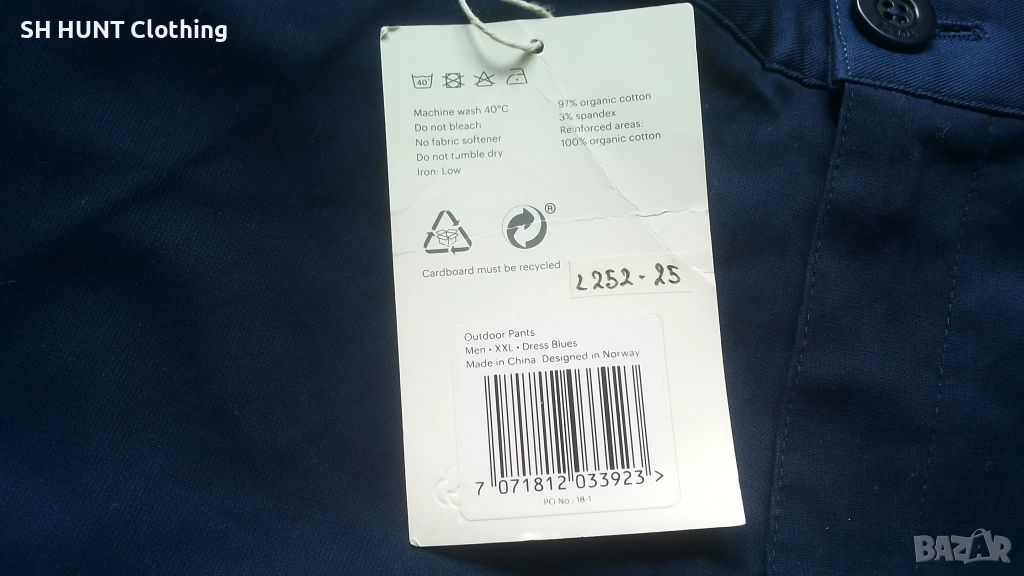 SH HUNT Clothing
40
Machine wash 40°C
Do not bleach
No fabric softener
Do not tumble dry
Iron: Low
97% organic cotton
3% spandex
Reinforced areas:
100% organic cotton
®
Cardboard must be recycled
2252-25
Outdoor Pants
Men • XXL • Dress Blues
Made in China. Designed in Norway
7 071812 033923 >
PO No.: 18-1
BAZAR